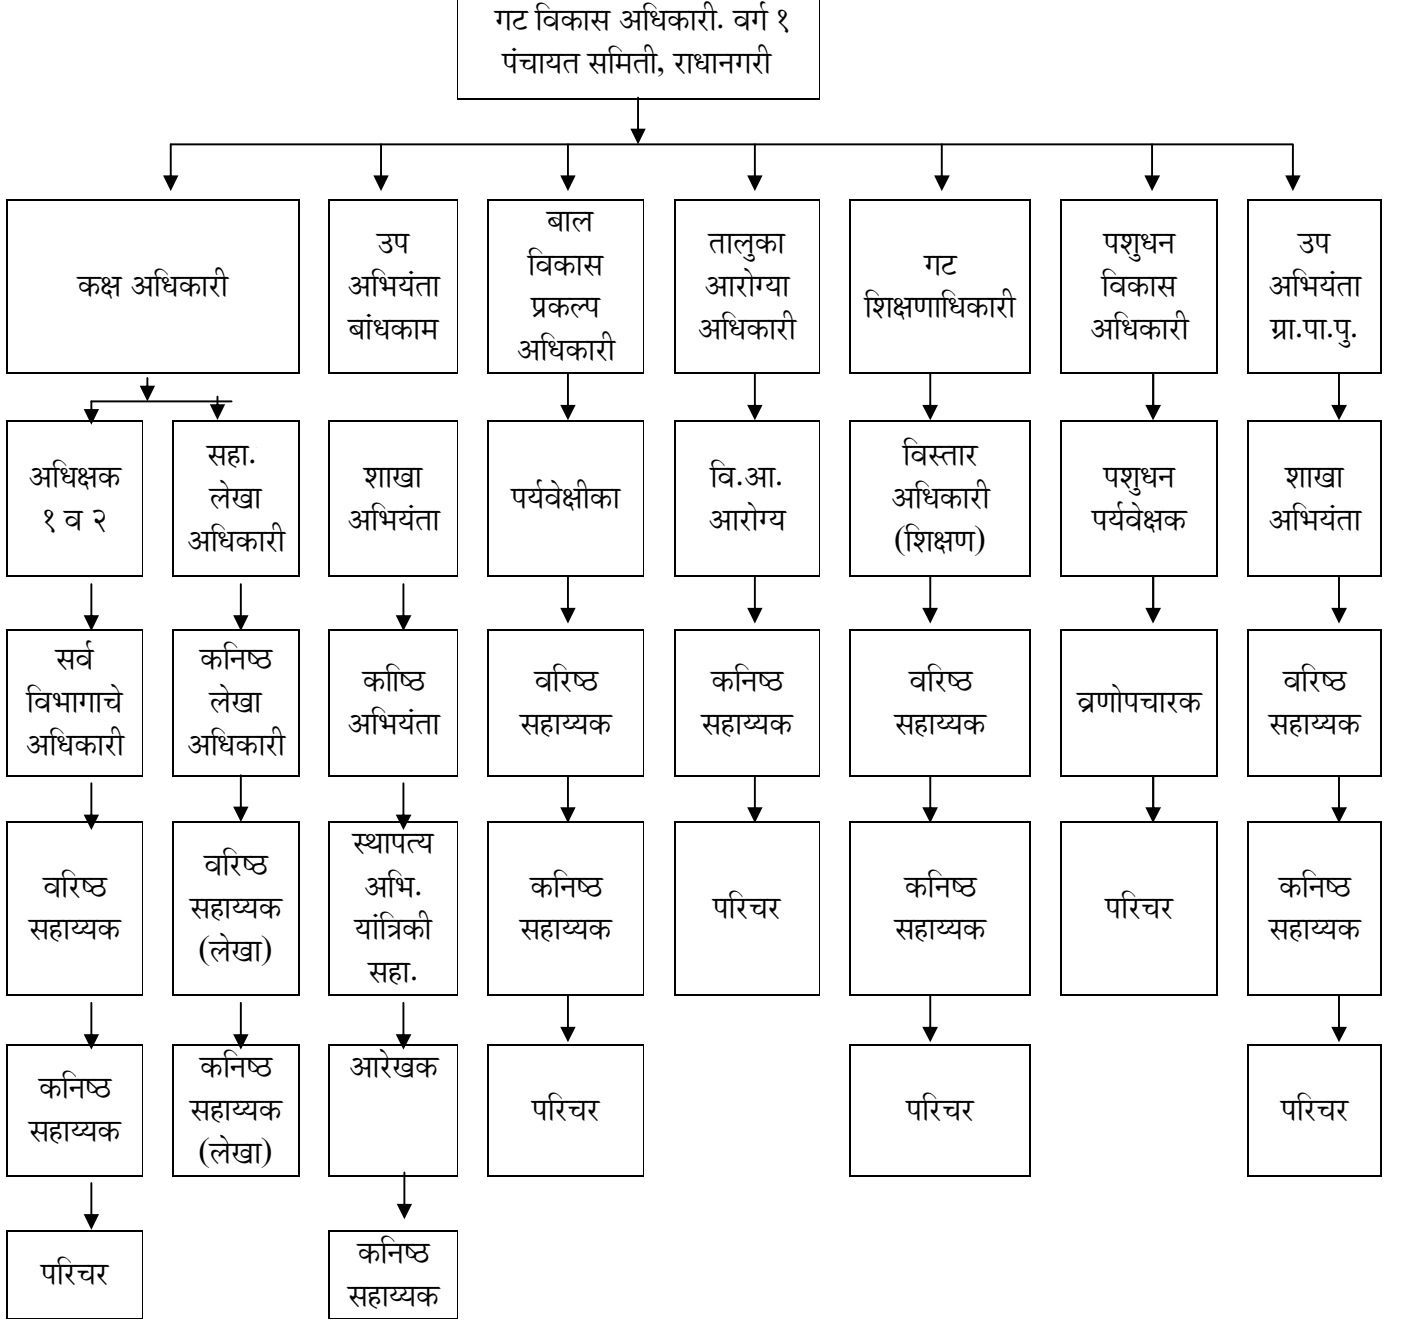 गट विकास अधिकारी. वर्ग १
पंचायत समिती, राधानगरी
कक्ष अधिकारी
उप
अभियंता
बांधकाम
बाल
विकास
प्रकल्प
अधिकारी
तालुका
आरोग्या
अधिकारी
गट
शिक्षणाधिकारी
पशुधन
विकास
अधिकारी
उप
अभियंता
ग्रा.पा.पु.
अधिक्षक
१ व २
सहा.
लेखा
अधिकारी
शाखा
अभियंता
पर्यवेक्षीका
वि.आ.
आरोग्य
विस्तार
अधिकारी
(शिक्षण)
पशुधन
पर्यवेक्षक
शाखा
अभियंता
सर्व
विभागाचे
अधिकारी
कनिष्ठ
लेखा
अधिकारी
अभियंता
वरिष्ठ
सहाय्यक
कनिष्ठ
सहाय्यक
वरिष्ठ
सहाय्यक
व्रणोपचारक
वरिष्ठ
सहाय्यक
वरिष्ठ
सहाय्यक
वरिष्ठ
सहाय्यक
(लेखा)
स्थापत्य
अभि.
यांत्रिकी
सहा.
कनिष्ठ
सहाय्यक
परिचर
कनिष्ठ
सहाय्यक
परिचर
कनिष्ठ
सहाय्यक
कनिष्ठ
सहाय्यक
कनिष्ठ
सहाय्यक
(लेखा)
आरेखक
परिचर
परिचर
परिचर
परिचर
कनिष्ठ
सहाय्यक